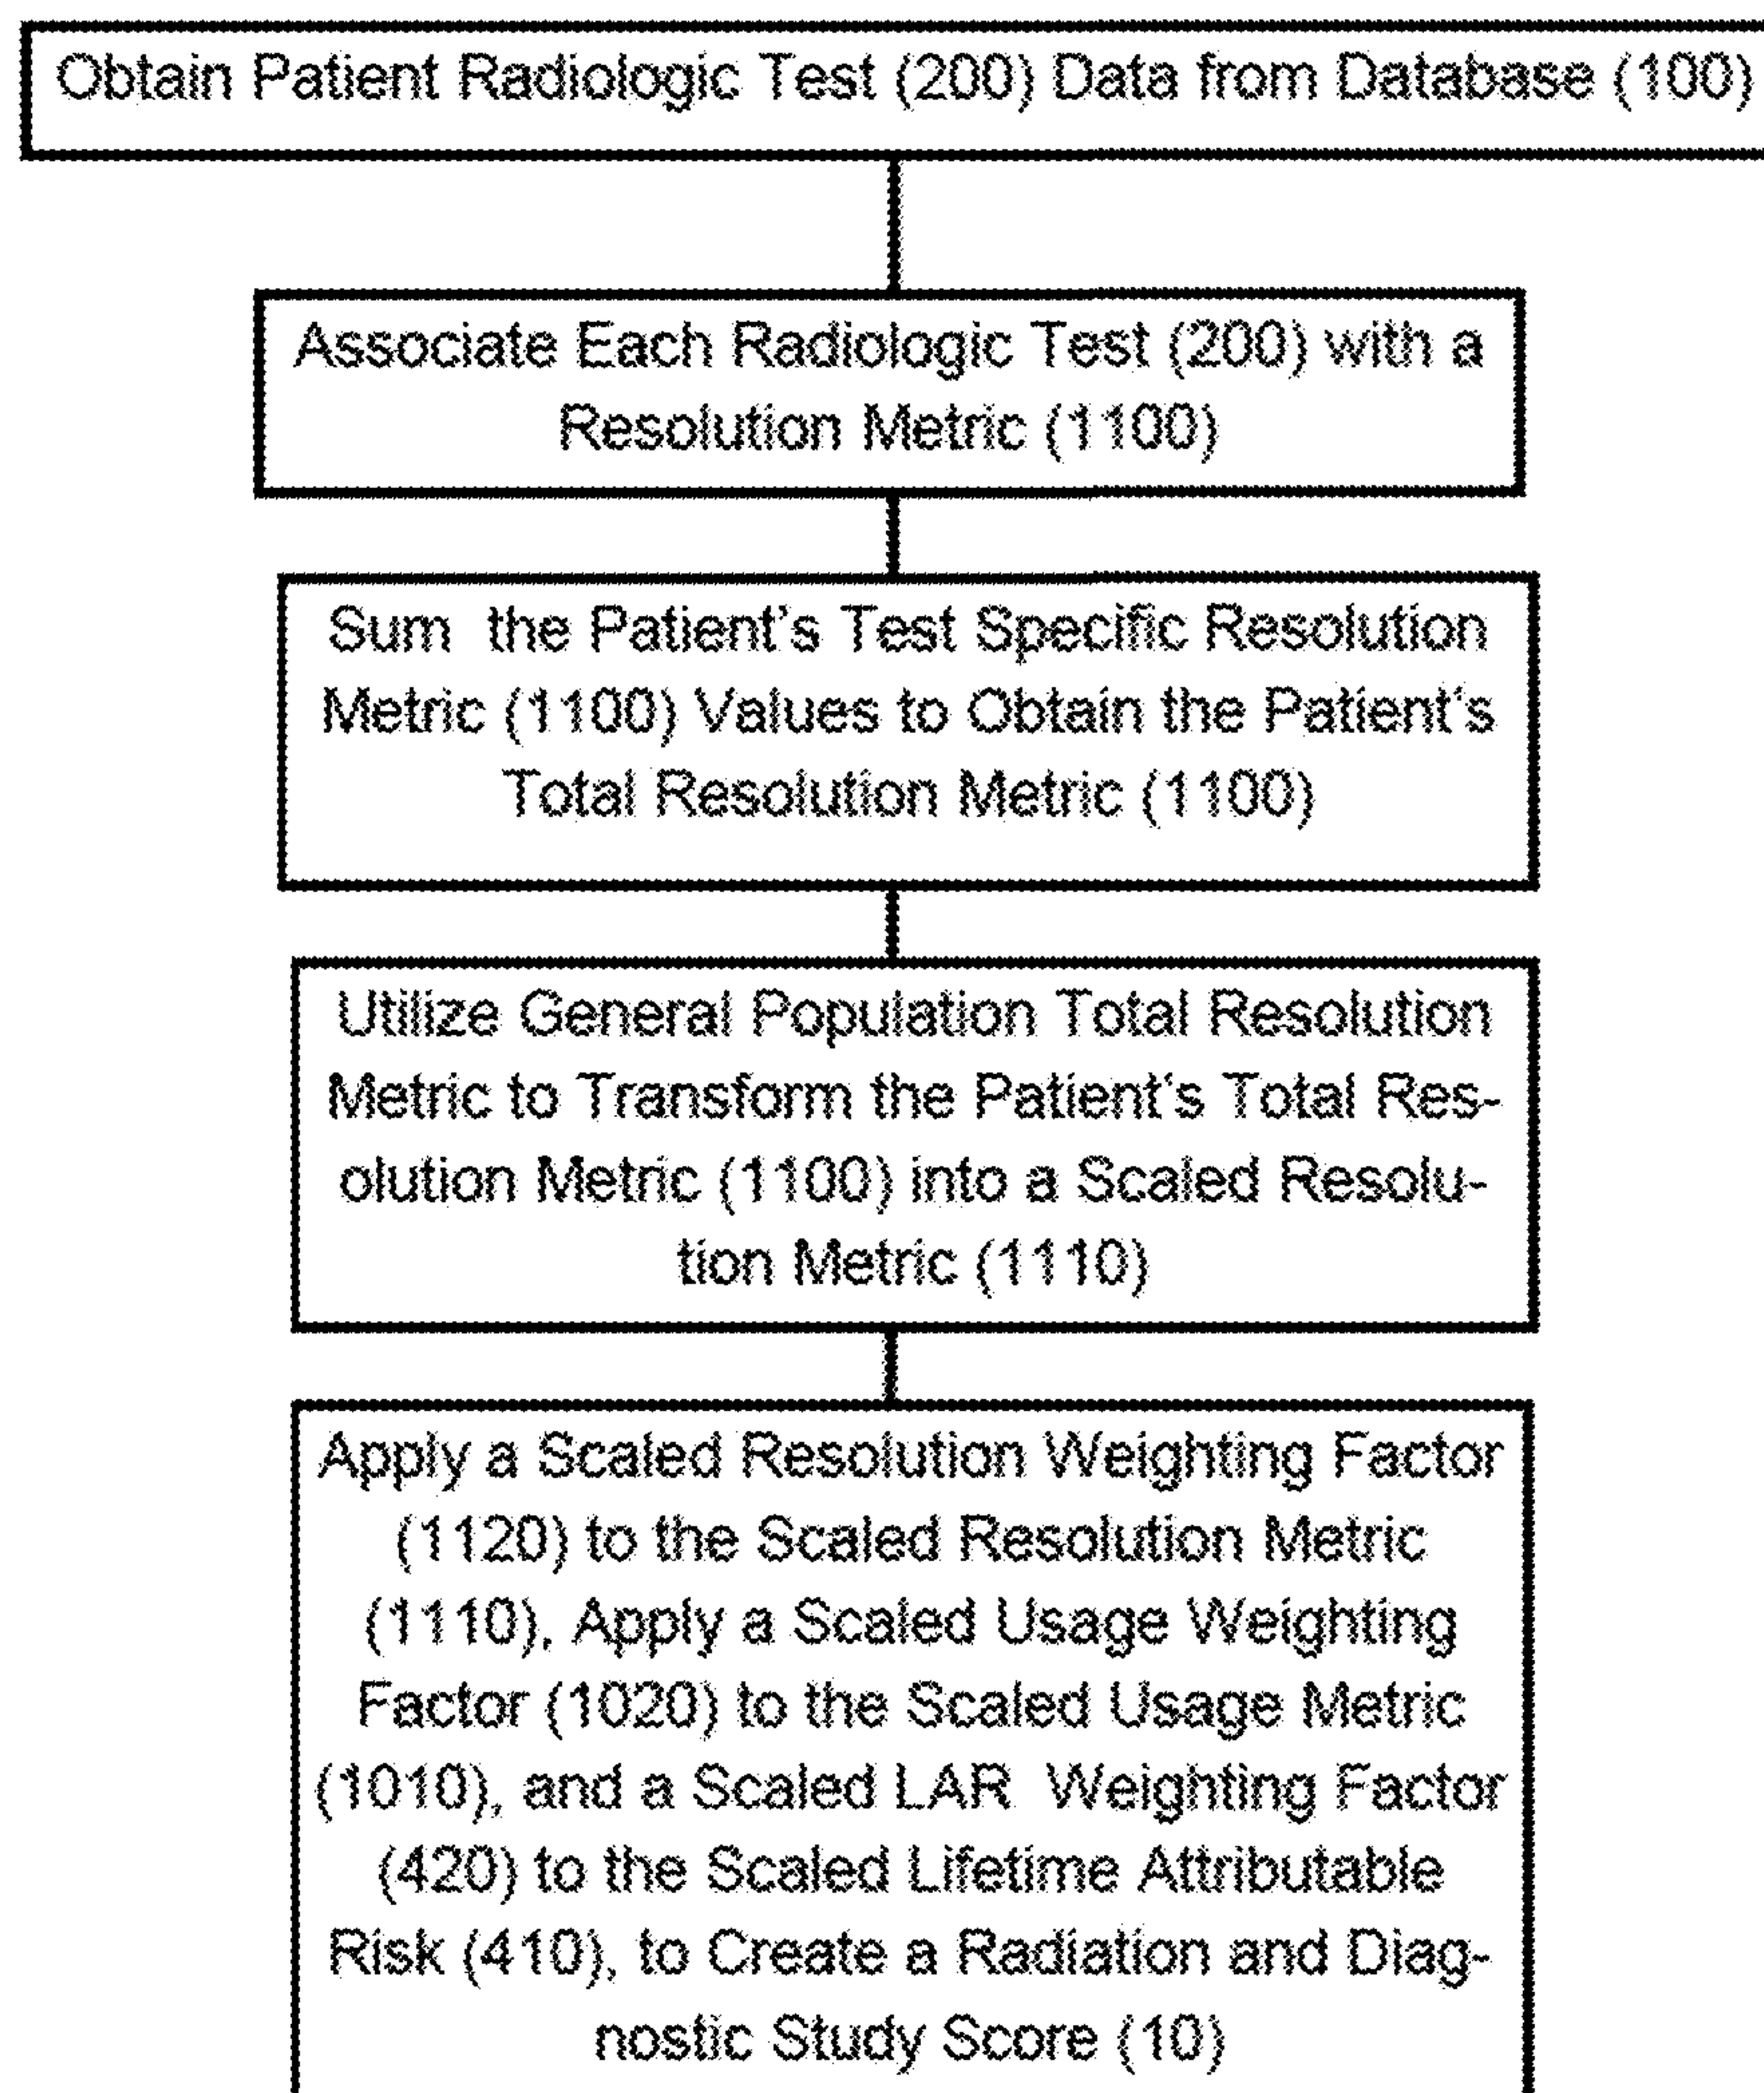 Obtain Patient Radiologic Test (200) Data from Database (100)
Associate Each Radiologic Test (200) with a
Resolution Metric (1100)
Sum the Patient's Test Specific Resolution
Metric (1100) Values to Obtain the Patient's
Total Resolution Metric (1100)
Utilize General Population Total Resolution
Metric to Transform the Patient's Total Res-
olution Metric (1100) into a Scaled Resolu-
tion Metric (1110)
Apply a Scaled Resolution Weighting Factor
(1120) to the Scaled Resolution Metric
(1110), Apply a Scaled Usage Weighting
Factor (1020) to the Scaled Usage Metric
(1010), and a Scaled LAR Weighting Factor
(420) to the Scaled Lifetime Attributable
Risk (410), to Create a Radiation and Diag-
nostic Study Score (10)